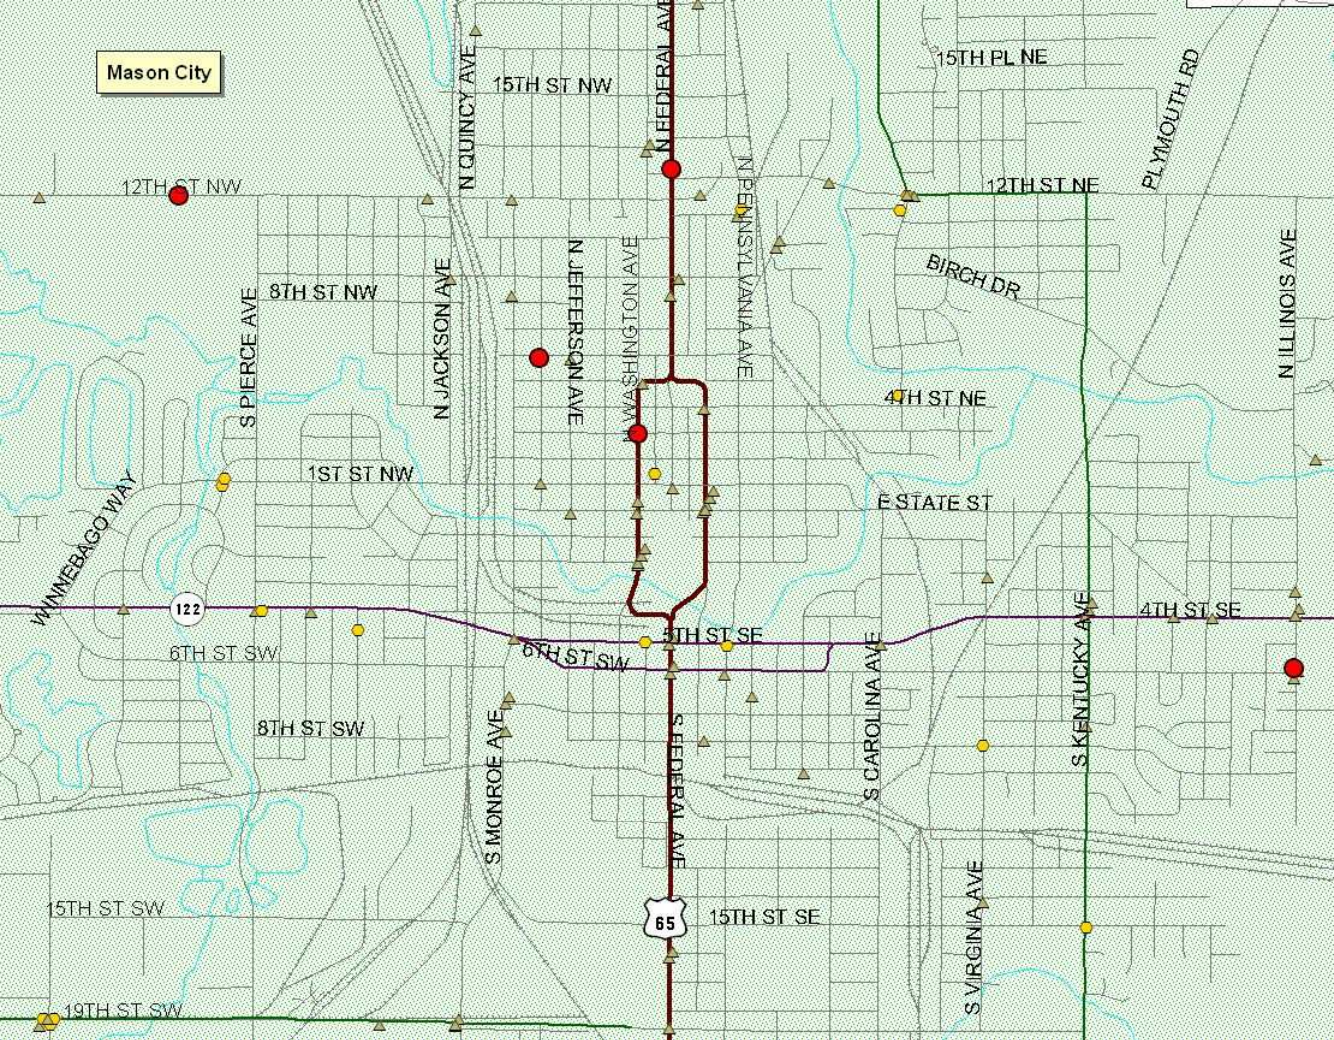 Mason City
N QUINCY AVE
15TH ST NW
N FEDERAL AVE
15TH PL NE
PLYMOUTH RD
12TH ST NW
N PENNSYLVANIA AVE
12TH ST NE
S PIERCE AVE
8TH ST NW
N JACKSON AVE
N JEFFERSON AVE
N WASHINGTON AVE
BIRCH DR
N ILLINOIS AVE
4TH ST NE
1ST ST NW
E STATE ST
WINNEBAGO WAY
122
4TH ST SE
5TH ST SE
6TH ST SW
6TH ST SW
S CAROLINA AVE
S KENTUCKY AVE
8TH ST SW
S MONROE AVE
S FEDERAL AVE
15TH ST SW
65
15TH ST SE
S VIRGINIA AVE
19TH ST SW